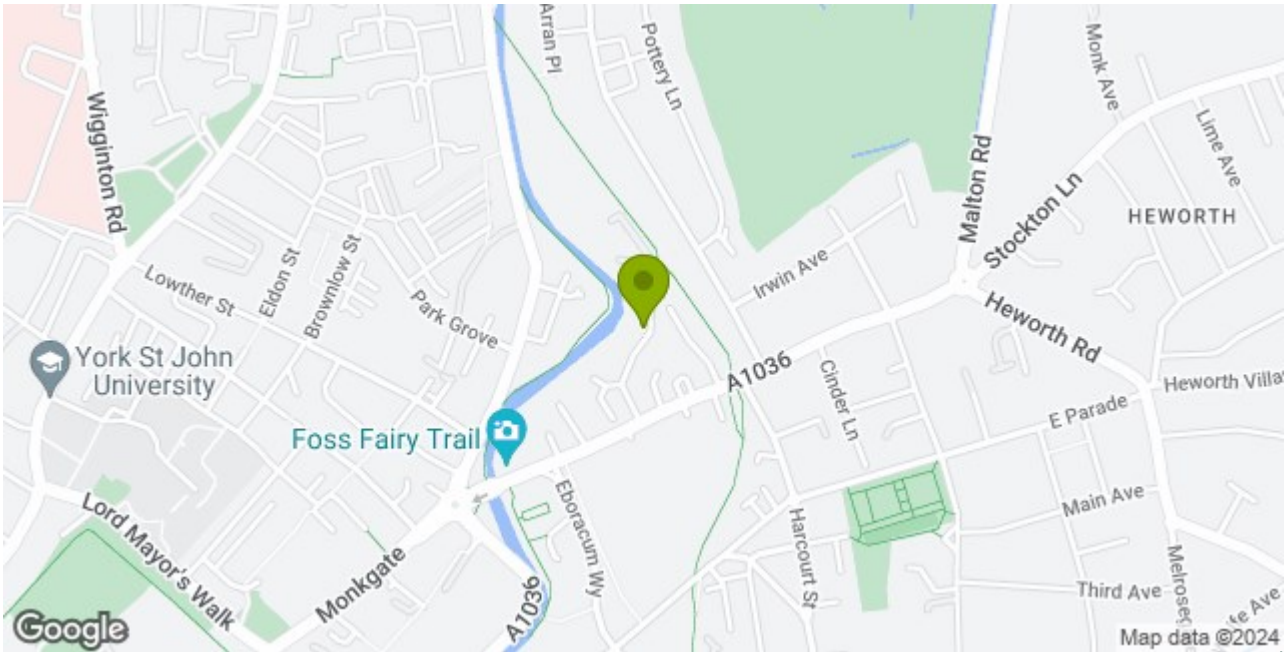 Arran Pl
Pottery Ln
Monk Ave
Lime Ave
Wigginton Rd
Malton Rd
Stockton Ln
HEWORTH
Lowther St
Eldon St
Brownlow St
Park Grove
Irwin Ave
Heworth Rd
York St John
University
A1036
Cinder Ln
Heworth Villa
E Parade
Foss Fairy Trail
Main Ave
Eboracum Wy
Harcourt St
Lord Mayor's Walk
Monkgate
A1036
Third Ave
Melroseg
fe Ave
Google
Map data ©2024